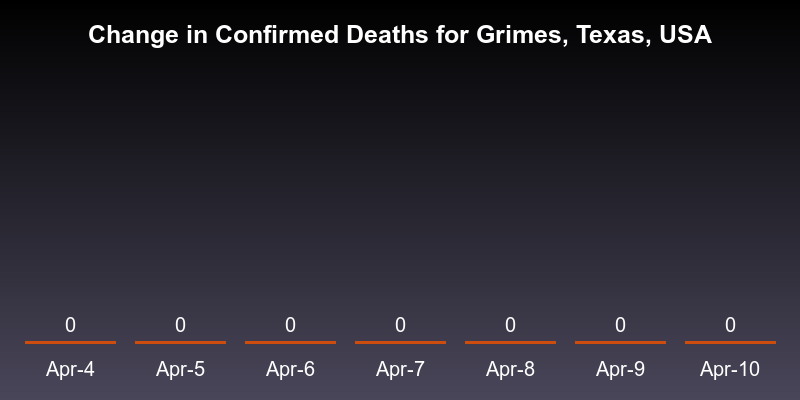 Change in Confirmed Deaths for Grimes, Texas, USA
0 0 0 0 0 0 0
Apr-4 Apr-5 Apr-6 Apr-7 Apr-8 Apr-9 Apr-10